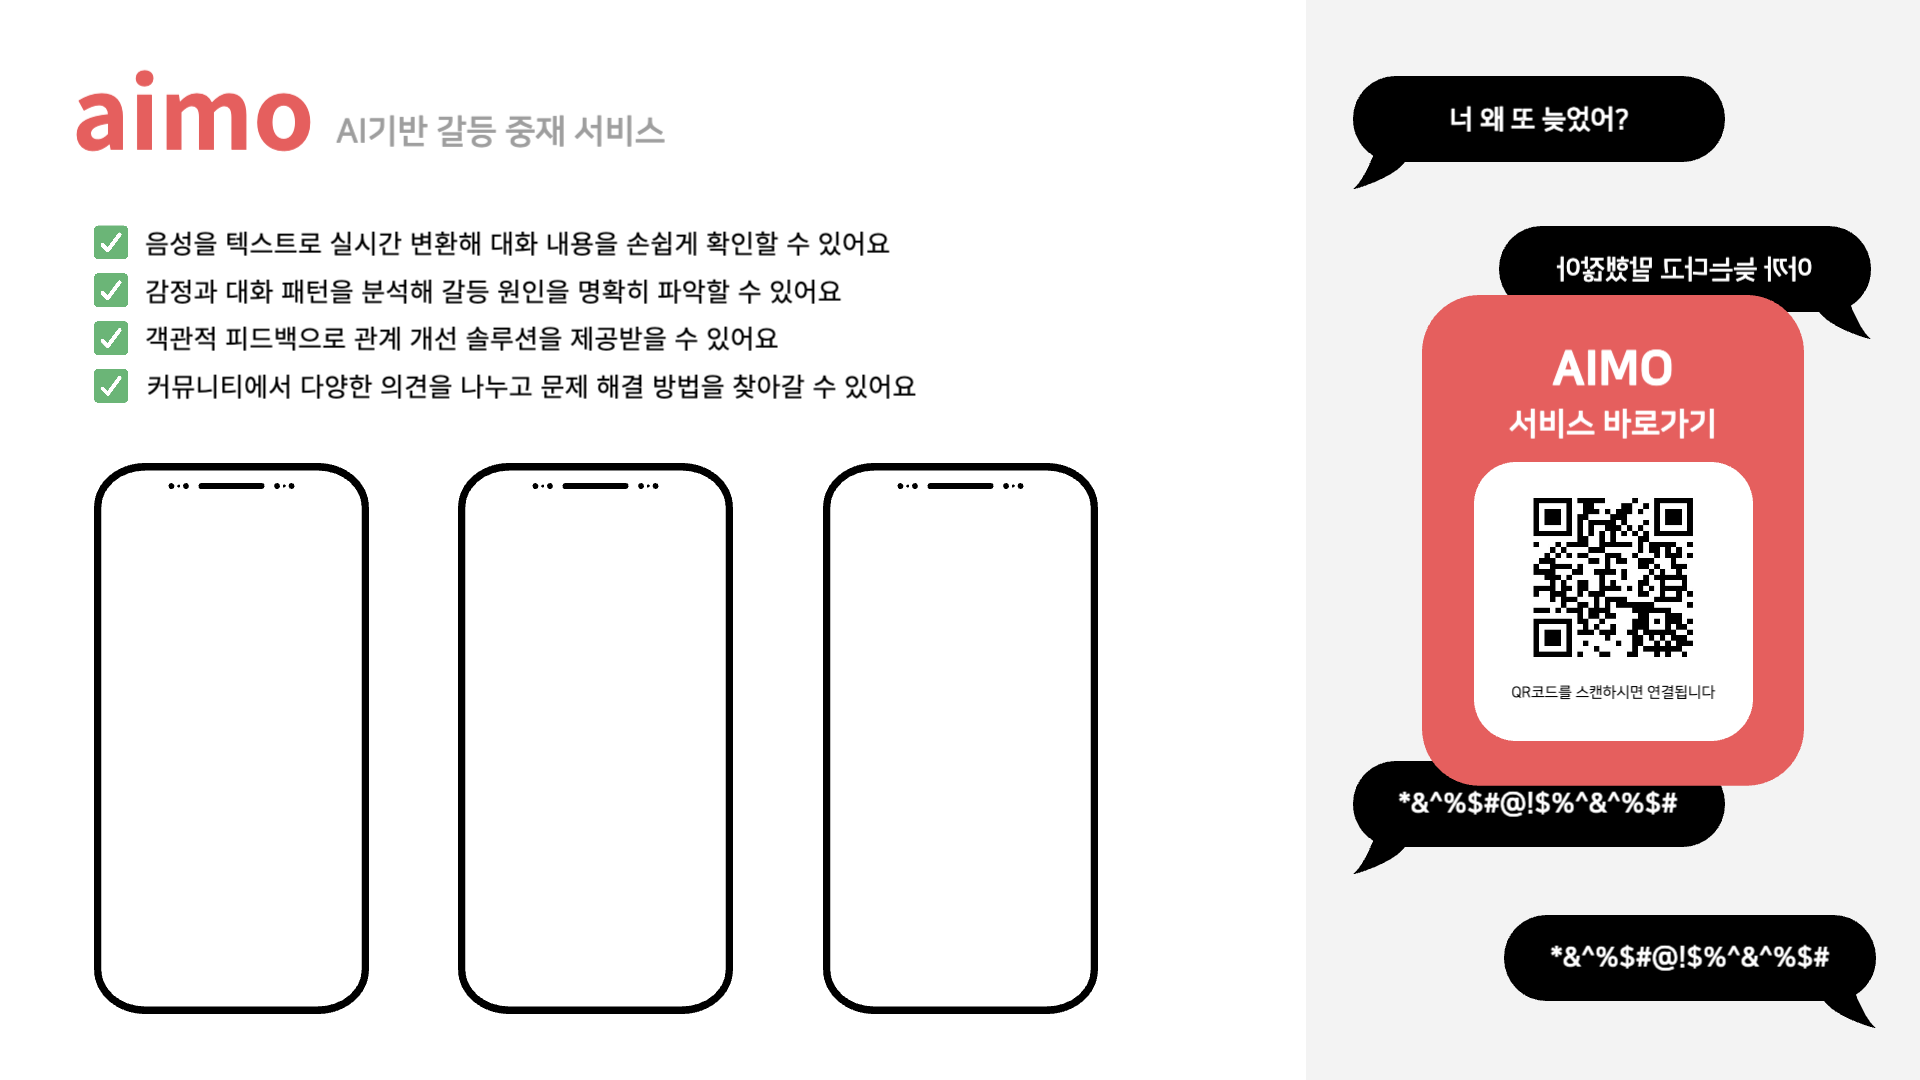 aimo AI기반 갈등 중재 서비스
음성을 텍스트로 실시간 변환해 대화 내용을 손쉽게 확인할 수 있어요
감정과 대화 패턴을 분석해 갈등 원인을 명확히 파악할 수 있어요
객관적 피드백으로 관계 개선 솔루션을 제공받을 수 있어요
커뮤니티에서 다양한 의견을 나누고 문제 해결 방법을 찾아갈 수 있어요
너 왜 또 늦었어?
아까 늦는다고 말했잖아
AIMO
서비스 바로가기
QR코드를 스캔하시면 연결됩니다
*&^%$#@!$%^&^%$#
*&^%$#@!$%^&^%$#